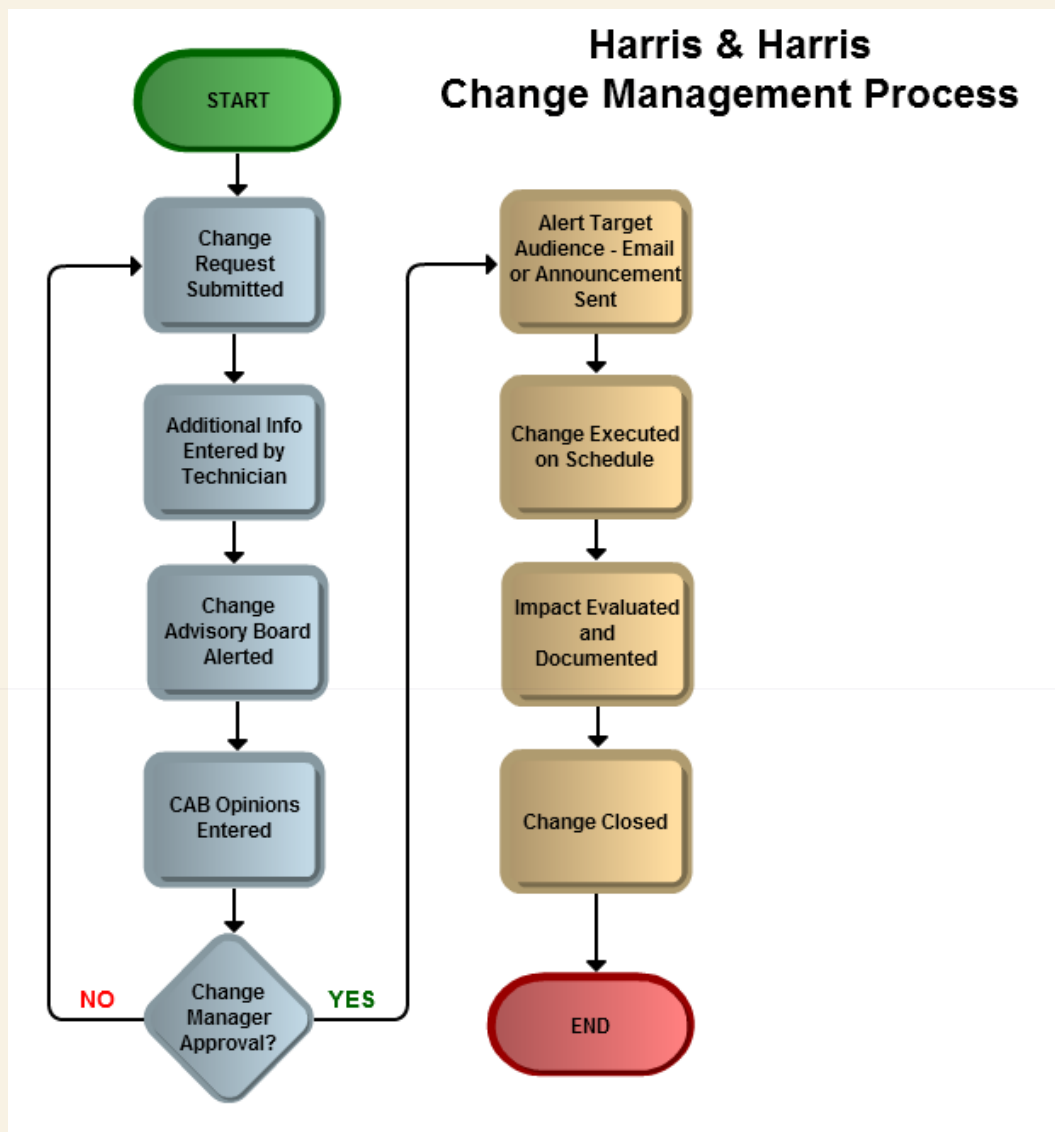 Harris & Harris
Change Management Process
START
Change
Request
Submitted
Additional Info
Entered by
Technician
Change
Advisory Board
Alerted
CAB Opinions
Entered
Change
Manager
Approval?
NO
YES
Alert Target
Audience - Email
or Announcement
Sent
Change Executed
on Schedule
Impact Evaluated
and
Documented
Change Closed
END